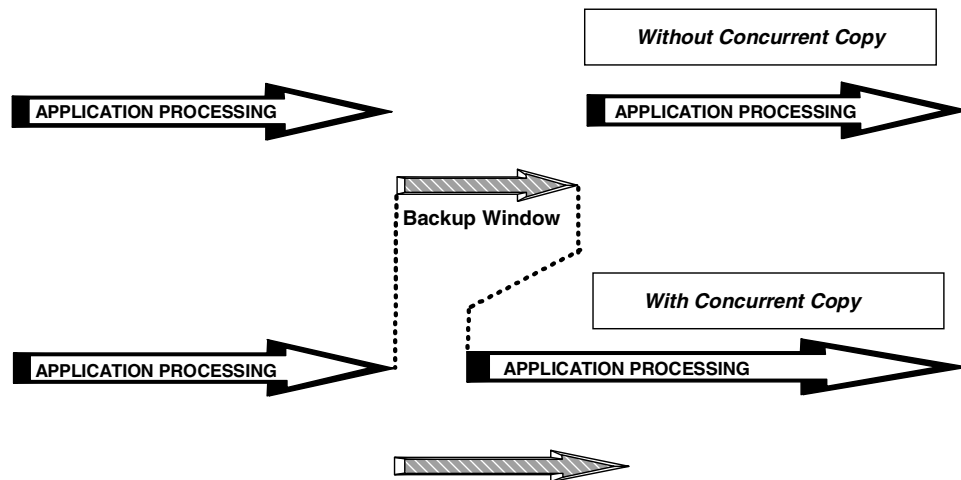 Without Concurrent Copy
APPLICATION PROCESSING
APPLICATION PROCESSING
Backup Window
With Concurrent Copy
APPLICATION PROCESSING
APPLICATION PROCESSING